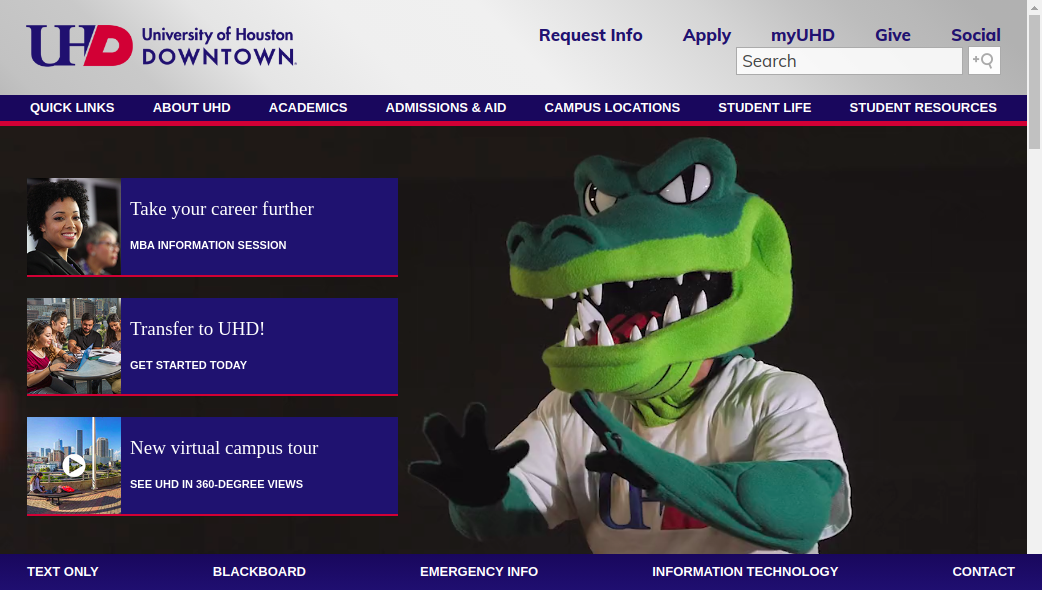 UHD University of Houston
DOWNTOWN
Request Info Apply myUHD Give Social
Search
QUICK LINKS ABOUT UHD ACADEMICS ADMISSIONS & AID CAMPUS LOCATIONS STUDENT LIFE STUDENT RESOURCES
Take your career further
MBA INFORMATION SESSION
Transfer to UHD!
GET STARTED TODAY
New virtual campus tour
SEE UHD IN 360-DEGREE VIEWS
UHD
TEXT ONLY BLACKBOARD EMERGENCY INFO INFORMATION TECHNOLOGY CONTACT